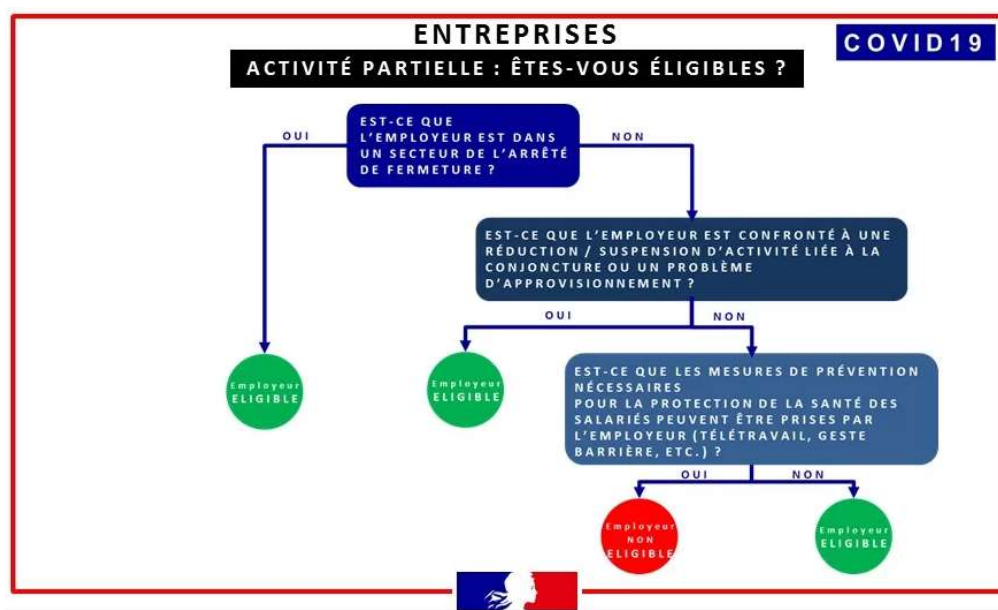 ENTREPRISES
COVID19
ACTIVITÉ PARTIELLE : ÊTES-VOUS ÉLIGIBLES ?
EST-CE QUE
L'EMPLOYEUR EST DANS
UN SECTEUR DE L'ARRÊTÉ
DE FERMETURE ?
OUI
NON
EST-CE QUE L'EMPLOYEUR EST CONFRONTÉ À UNE
RÉDUCTION / SUSPENSION D'ACTIVITÉ LIÉE À LA
CONJONCTURE OU UN PROBLÈME
D'APPROVISIONNEMENT ?
OUI
NON
Employeur
ELIGIBLE
Employeur
ELIGIBLE
EST-CE QUE LES MESURES DE PRÉVENTION
NÉCESSAIRES
POUR LA PROTECTION DE LA SANTÉ DES
SALARIÉS PEUVENT ÊTRE PRISES PAR
L'EMPLOYEUR (TÉLÉTRAVAIL, GESTE
BARRIÈRE, ETC.) ?
OUI
NON
Employeur
NON
ELIGIBLE
Employeur
ELIGIBLE